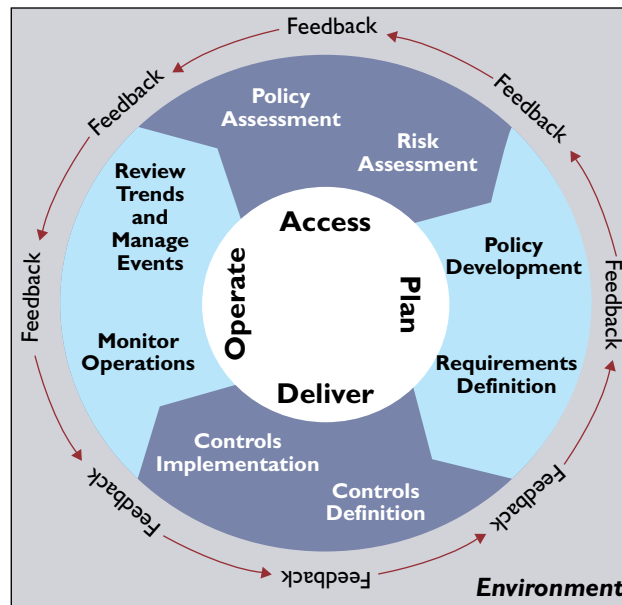 Feedback
Feedback
Feedback
Policy
Assessment
Risk
Assessment
Review
Trends
and
Manage
Events
Access
Policy
Development
Feedback
Operate
Plan
Feedback
Monitor
Operations
Requirements
Definition
Deliver
Controls
Implementation
Controls
Definition
Feedback
Feedback
Feedback
Environment